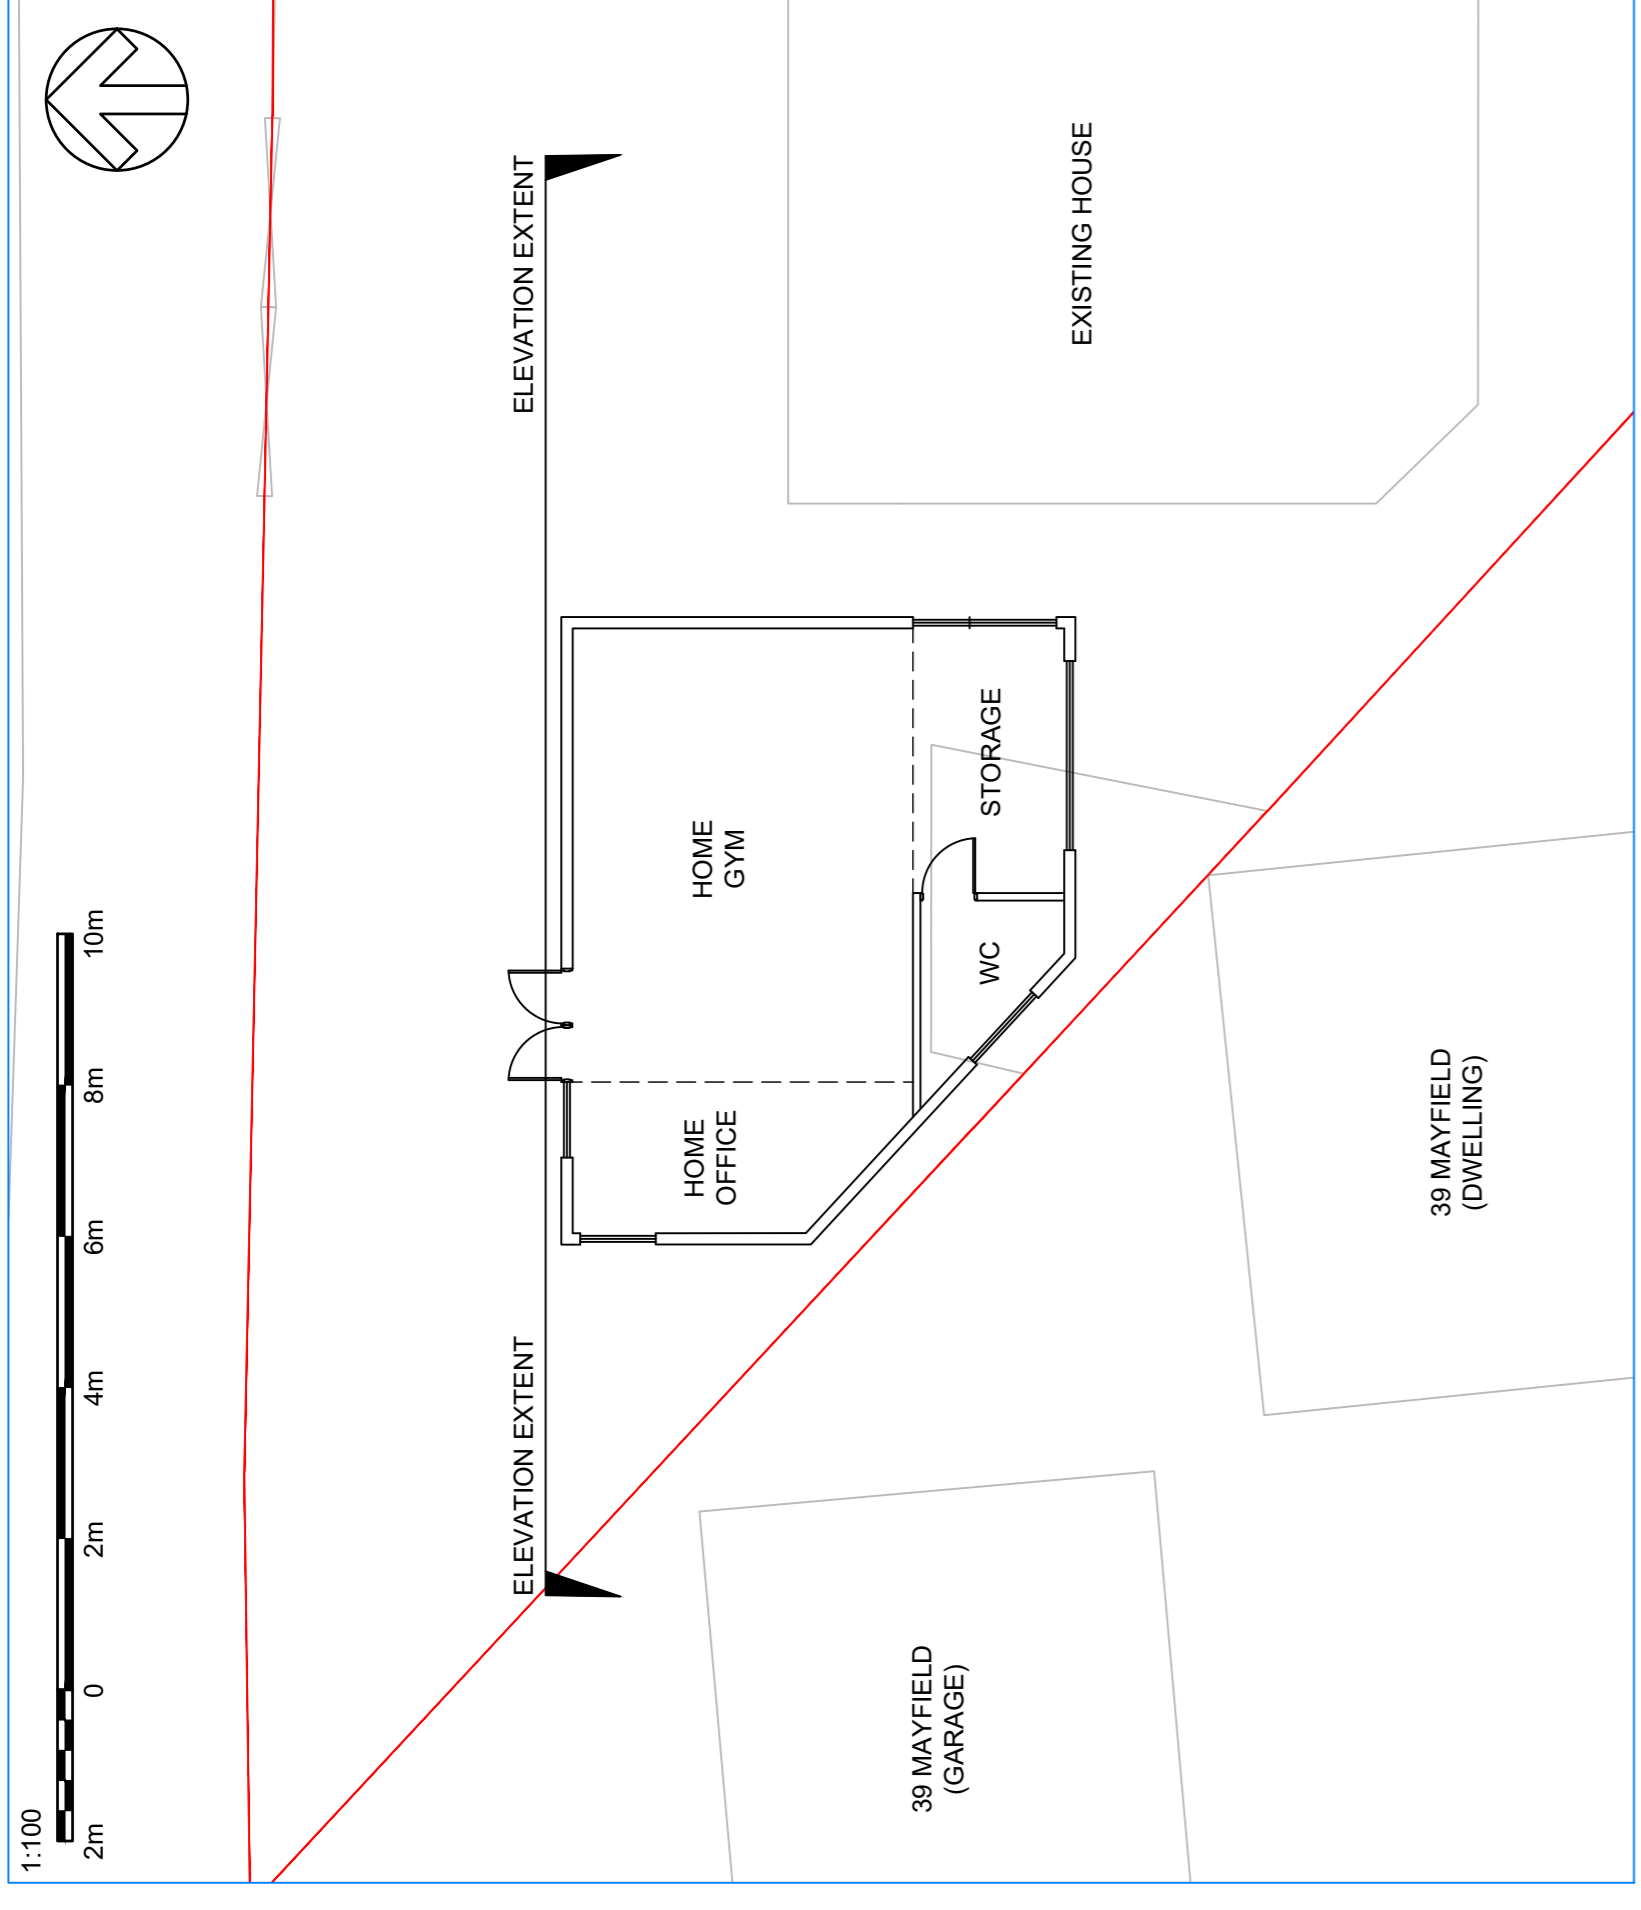 1:100
2m
0
2m
4m
6m
8m
10m
ELEVATION EXTENT
ELEVATION EXTENT
HOME
OFFICE
HOME
GYM
WC
STORAGE
EXISTING HOUSE
39 MAYFIELD
(GARAGE)
39 MAYFIELD
(DWELLING)